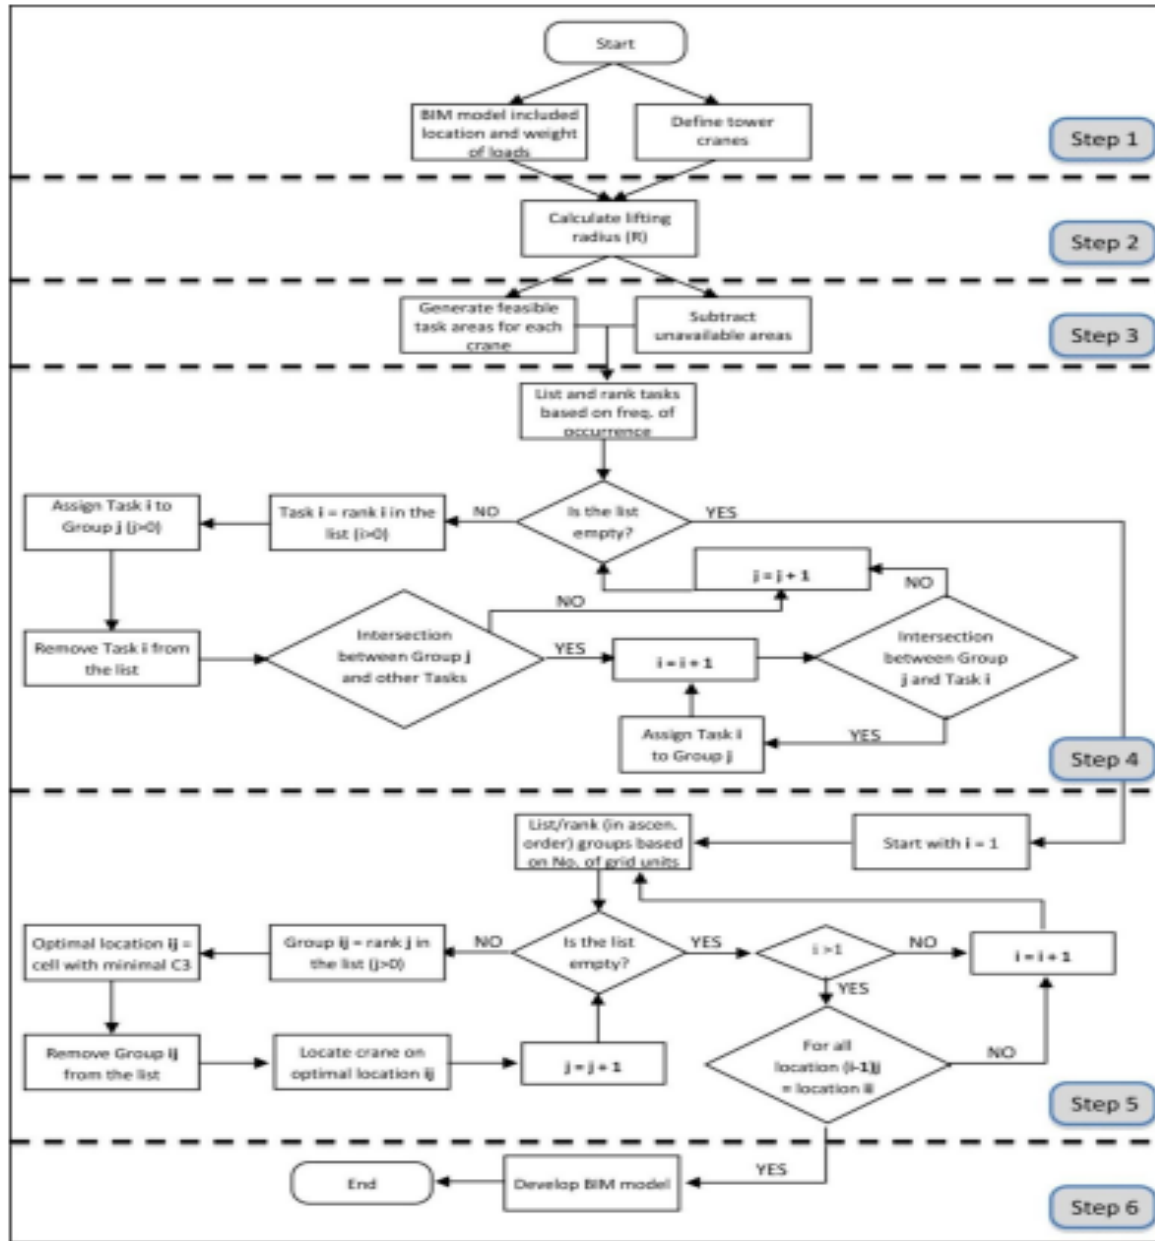 Start
BIM model included
location and weight
of loads
Define tower
cranes
Step 1
Calculate lifting
radius (R)
Step 2
Generate feasible
task areas for each
crane
Subtract
unavailable areas
Step 3
List and rank tasks
based on freq. of
occurrence
Assign Task i to
Group j (j>0)
Task i = rank i in the
list (i>0)
NO
Is the list
empty?
YES
j = j + 1
NO
NO
Remove Task i from
the list
Intersection
between Group j
and other Tasks
YES
i = i + 1
Intersection
between Group
j and Task i
Assign Task i
to Group j
YES
Step 4
List/rank (in ascen.
order) groups based
on No. of grid units
Start with i = 1
Optimal location ij =
cell with minimal C3
Group ij = rank j in
the list (j>0)
NO
Is the list
empty?
YES
i >1
NO
i = i + 1
YES
Remove Group ij
from the list
Locate crane on
optimal location ij
j = j + 1
For all
location (i-1)j
= location
NO
Step 5
End
Develop BIM model
YES
Step 6